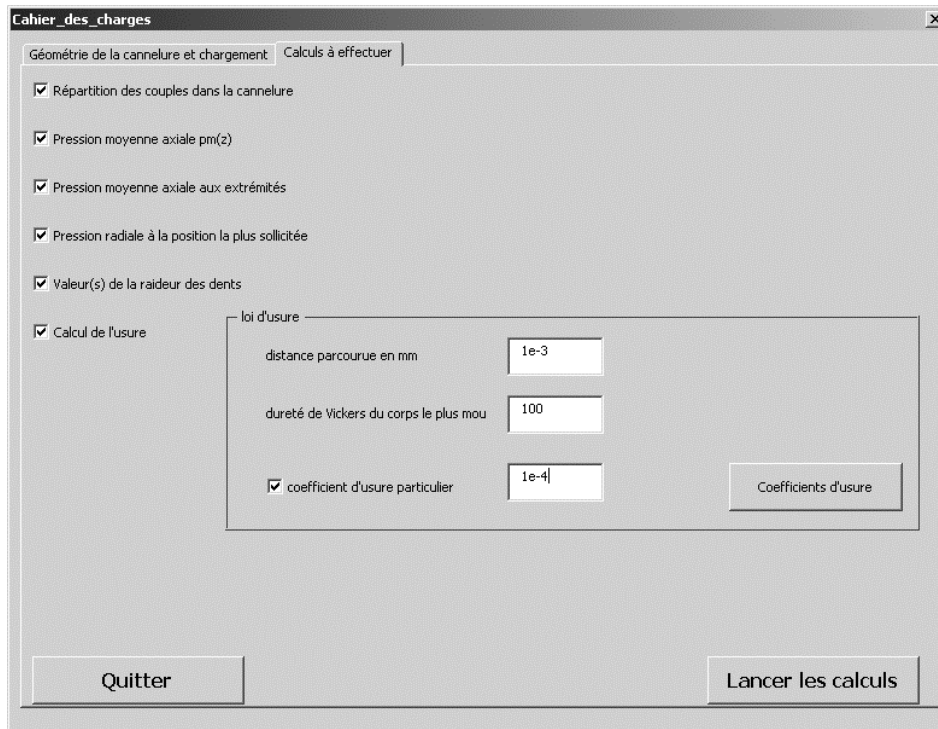 Cahier_des_charges
Géométrie de la cannelure et chargement
Calculs à effectuer
Répartition des couples dans la cannelure
Pression moyenne axiale pm(z)
Pression moyenne axiale aux extrémités
Pression radiale à la position la plus sollicitée
Valeur(s) de la raideur des dents
Calcul de l'usure
loi d'usure
distance parcourue en mm
1e-3
dureté de Vickers du corps le plus mou
100
coefficient d'usure particulier
1e-4
Coefficients d'usure
Quitter
Lancer les calculs